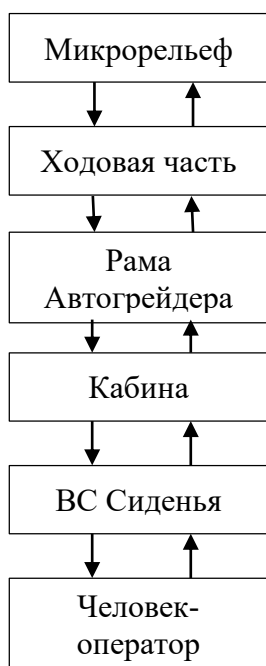 Микрорельеф
Ходовая часть
Рама
Автогрейдера
Кабина
ВС Сиденья
Человек-
оператор